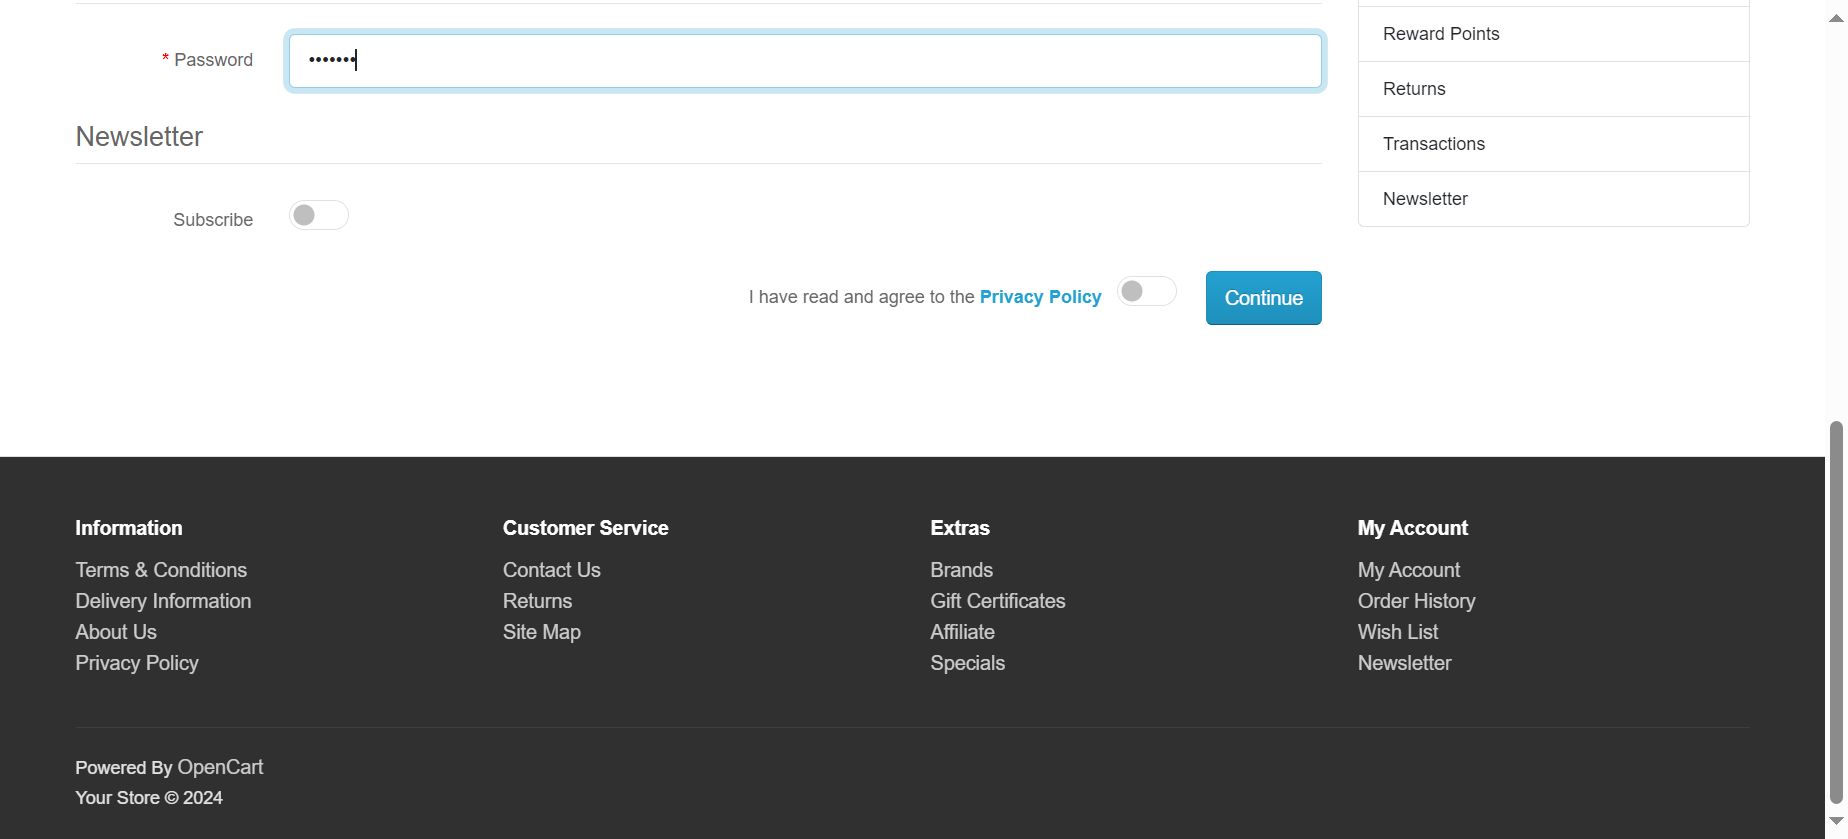 * Password
•••••••
Newsletter
Subscribe
I have read and agree to the Privacy Policy
Continue
Reward Points
Returns
Transactions
Newsletter
Information
Terms & Conditions
Delivery Information
About Us
Privacy Policy
Customer Service
Contact Us
Returns
Site Map
Extras
Brands
Gift Certificates
Affiliate
Specials
My Account
My Account
Order History
Wish List
Newsletter
Powered By OpenCart
Your Store © 2024